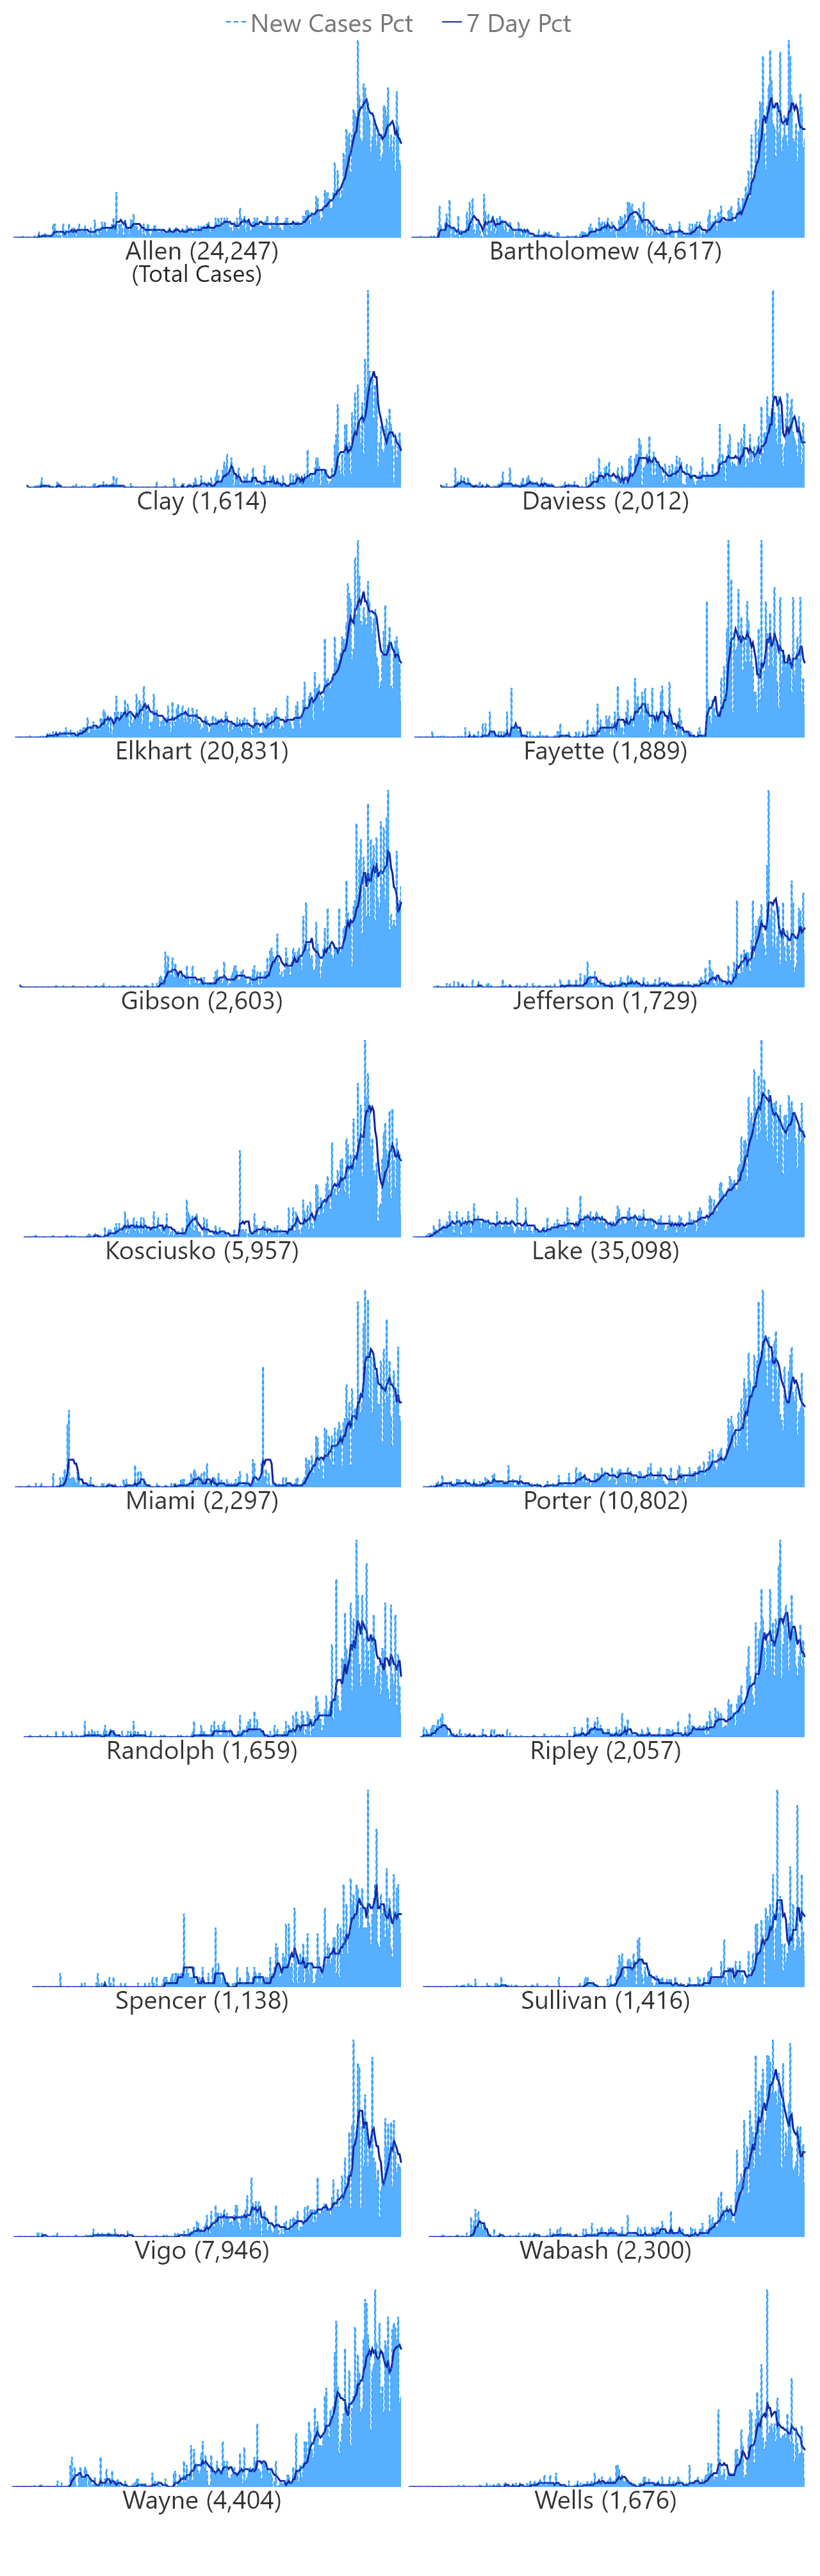 New Cases Pct 7 Day Pct
Allen (24,247) Bartholomew (4,617)
(Total Cases)
Clay (1,614) Daviess (2,012)
Elkhart (20,831) Fayette (1,889)
Gibson (2,603) Jefferson (1,729)
Kosciusko (5,957) Lake (35,098)
Miami (2,297) Porter (10,802)
Randolph (1,659) Ripley (2,057)
Spencer (1,138) Sullivan (1,416)
Vigo (7,946) Wabash (2,300)
Wayne (4,404) Wells (1,676)